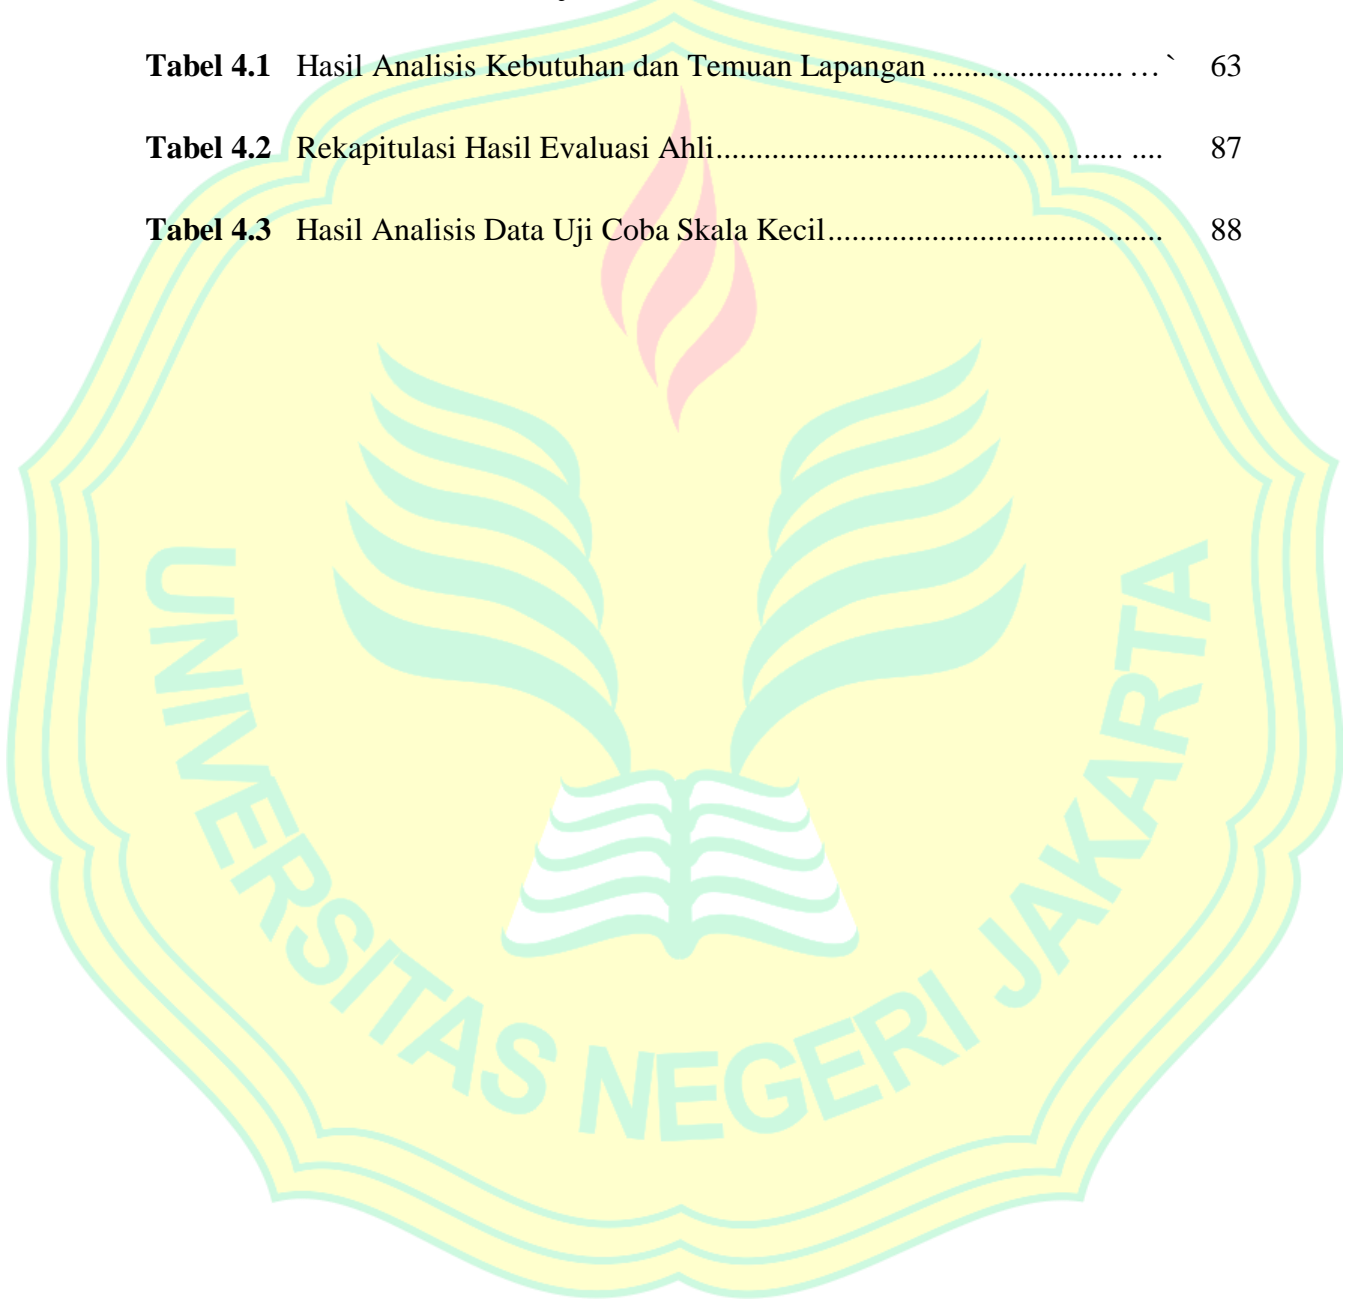 Tabel 4.1 Hasil Analisis Kebutuhan dan Temuan Lapangan ....................... …` 63
Tabel 4.2 Rekapitulasi Hasil Evaluasi Ahli.................................................. .... 87
Tabel 4.3 Hasil Analisis Data Uji Coba Skala Kecil......................................... 88
UNIVERSITAS NEGERI JAKARTA